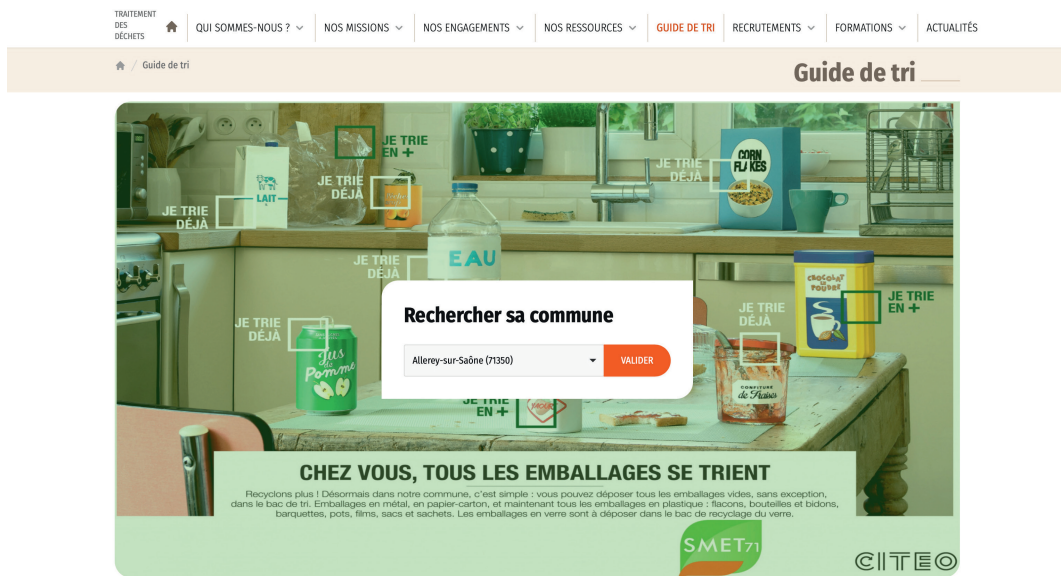 TRAITEMENT
DES
DÉCHETS
QUI SOMMES-NOUS ?
NOS MISSIONS
NOS ENGAGEMENTS
NOS RESSOURCES
GUIDE DE TRI
RECRUTEMENTS
FORMATIONS
ACTUALITÉS
/ Guide de tri
Guide de tri
JE TRIE
EN +
JE TRIE
DÉJÀ
CORN
FLAKES
JE TRIE
DÉJÀ
LAIT
JE TRIE
DÉJÀ
EAU
JE TRIE
DÉJÀ
CHOCOLAT
EN
POUDRE
JE TRIE
EN +
JE TRIE
DÉJÀ
JE TRIE
DÉJÀ
Rechercher sa commune
Allerey-sur-Saône (71350)
VALIDER
Jus
de
Pomme
CONFITURE
de Fraises
JE TRIE
EN +
CHEZ VOUS, TOUS LES EMBALLAGES SE TRIENT
Recyclons plus ! Désormais dans notre commune, c'est simple : vous pouvez déposer tous les emballages vides, sans exception,
dans le bac de tri. Emballages en métal, en papier-carton, et maintenant tous les emballages en plastique : flacons, bouteilles et bidons,
barquettes, pots, films, sacs et sachets. Les emballages en verre sont à déposer dans le bac de recyclage du verre.
SMET71
CITEO